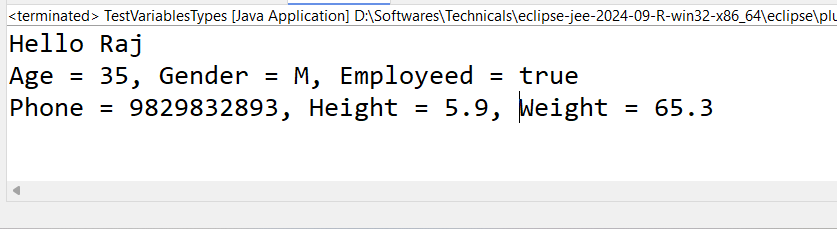 <terminated> TestVariablesTypes [Java Application] D:\Softwares\Technicals\eclipse-jee-2024-09-R-win32-x86_64\eclipse\plu
Hello Raj
Age = 35, Gender = M, Employeed = true
Phone = 9829832893, Height = 5.9, Weight = 65.3